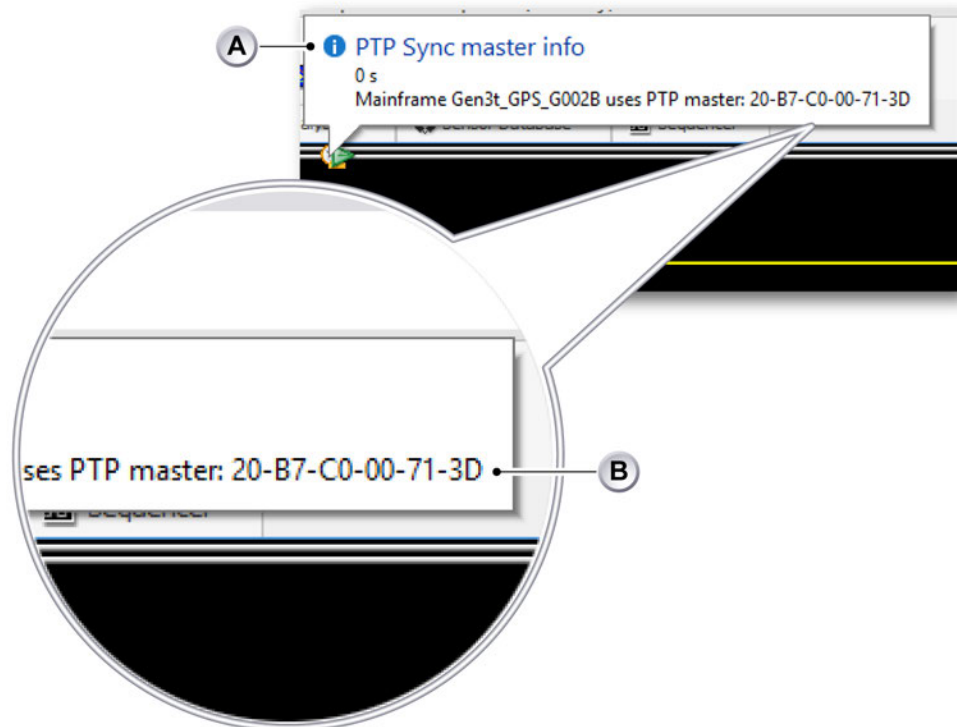 A
PTP Sync master info
0 s
Mainframe Gen3t_GPS_G002B uses PTP master: 20-B7-C0-00-71-3D
Sensor Database
Sequencer
ses PTP master: 20-B7-C0-00-71-3D
B
Sequencer